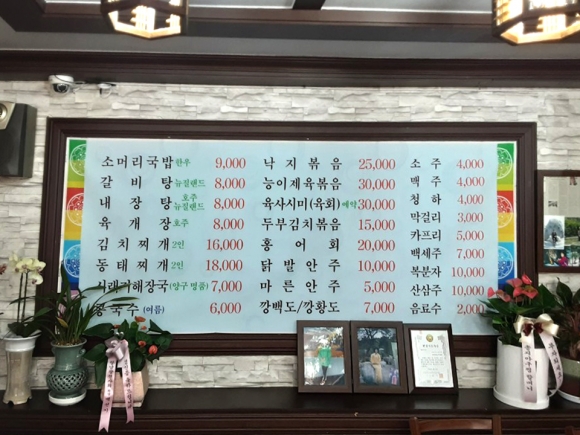 소머리국밥 한우 9,000
갈비탕 뉴질랜드 8,000
내장탕 호주 뉴질랜드 8,000
육개장 호주 8,000
김치찌개 2인 16,000
동태찌개 2인 18,000
시래기해장국 (양구 명품) 7,000
콩국수 (여름) 6,000
낙지볶음 25,000
능이제육볶음 30,000
육사시미(육회) 예약 30,000
두부김치볶음 15,000
홍어회 20,000
닭발안주 10,000
마른안주 5,000
깡백도/깡황도 7,000
소주 4,000
맥주 4,000
청하 4,000
막걸리 3,000
카프리 5,000
백세주 7,000
복분자 10,000
산삼주 10,000
음료수 2,000